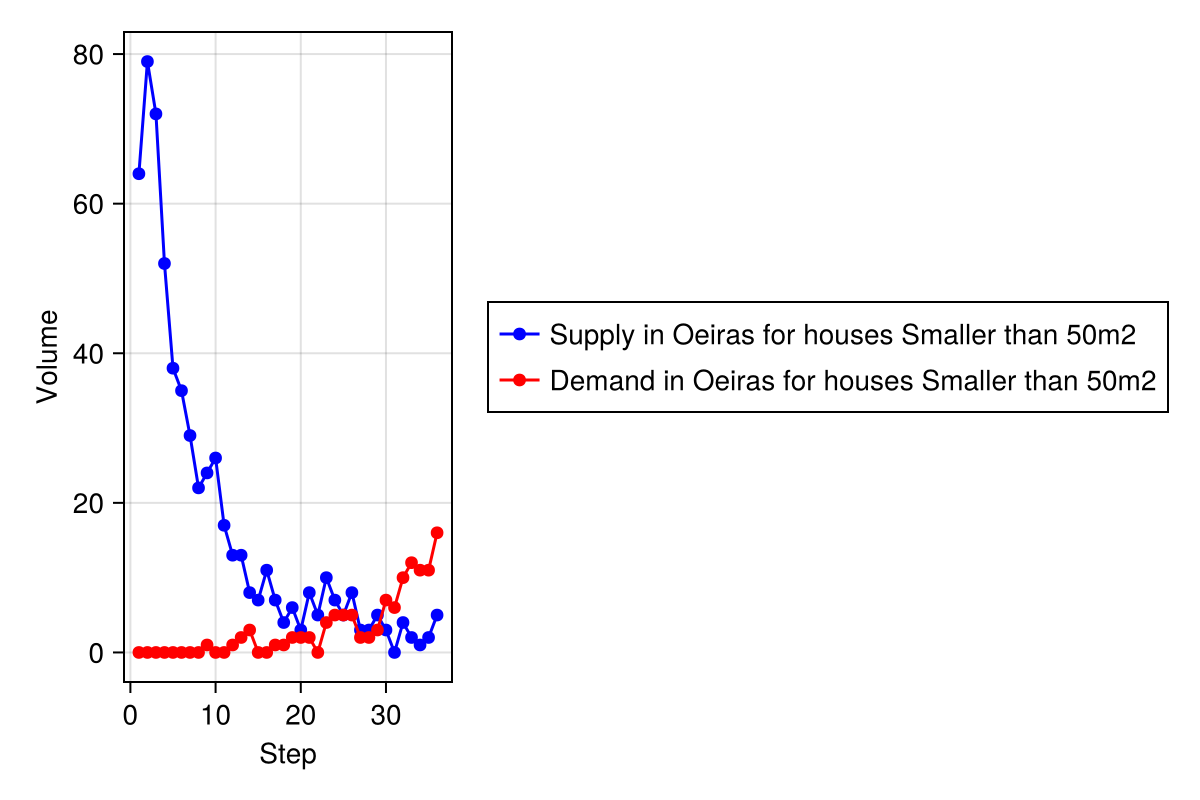 80
60
40
20
0
Volume
0 10 20 30
Step
Supply in Oeiras for houses Smaller than 50m2
Demand in Oeiras for houses Smaller than 50m2